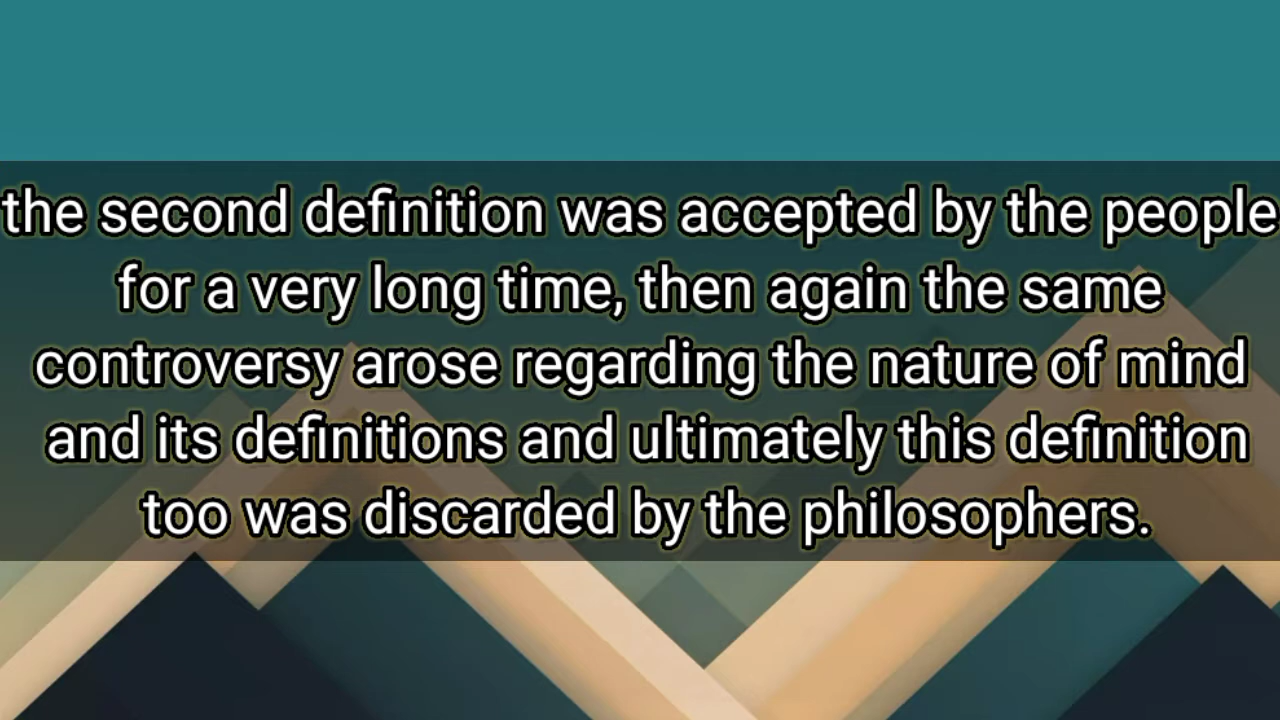 the second definition was accepted by the people
for a very long time, then again the same
controversy arose regarding the nature of mind
and its definitions and ultimately this definition
too was discarded by the philosophers.